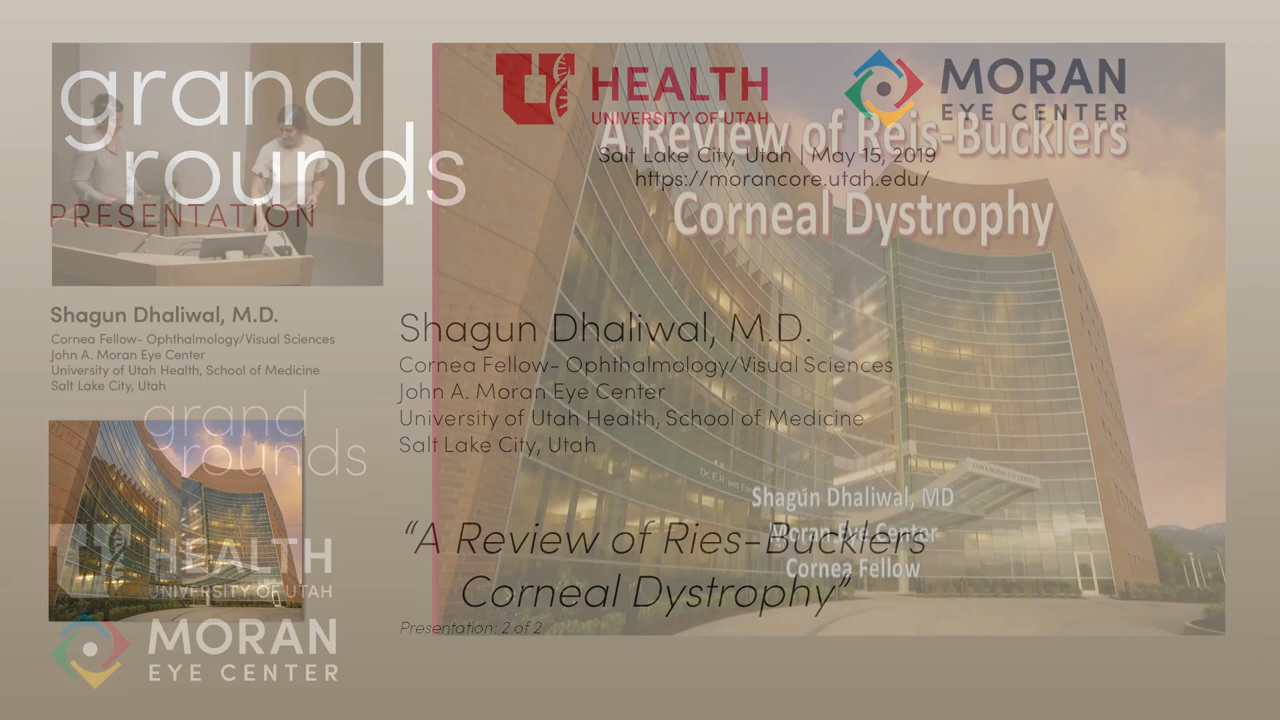 grand
rounds
PRESENTATION
Shagun Dhaliwal, M.D.
Cornea Fellow- Ophthalmology/Visual Sciences
John A. Moran Eye Center
University of Utah Health, School of Medicine
Salt Lake City, Utah
grand
rounds
U HEALTH
UNIVERSITY OF UTAH
MORAN
EYE CENTER
U HEALTH
UNIVERSITY OF UTAH
MORAN
EYE CENTER
A Review of Reis-Bucklers
Corneal Dystrophy
Salt Lake City, Utah | May 15, 2019
https://morancore.utah.edu/
Shagun Dhaliwal, M.D.
Cornea Fellow- Ophthalmology/Visual Sciences
John A. Moran Eye Center
University of Utah Health, School of Medicine
Salt Lake City, Utah
Shagun Dhaliwal, MD
Moran Eye Center
Cornea Fellow
“A Review of Ries-Bucklers
Corneal Dystrophy”
Presentation: 2 of 2